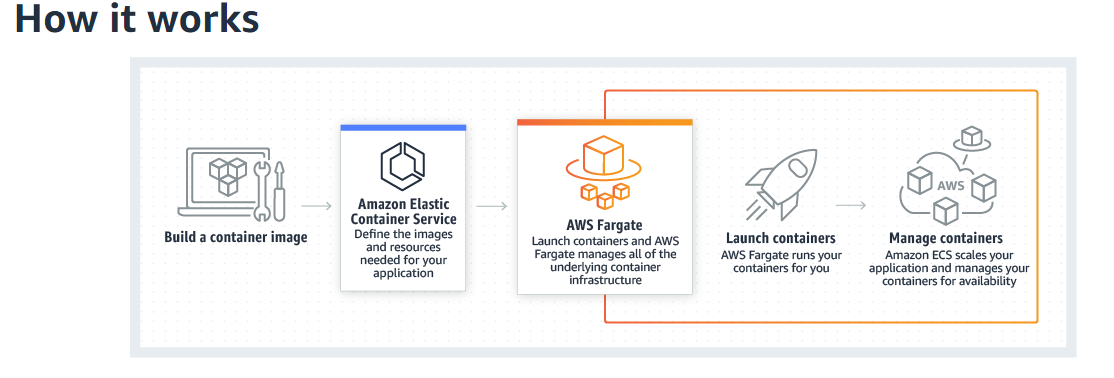 How it works
Build a container image
Amazon Elastic
Container Service
Define the images
and resources
needed for your
application
AWS Fargate
Launch containers and AWS
Fargate manages all of the
underlying container
infrastructure
Launch containers
AWS Fargate runs your
containers for you
AWS
Manage containers
Amazon ECS scales your
application and manages your
containers for availability